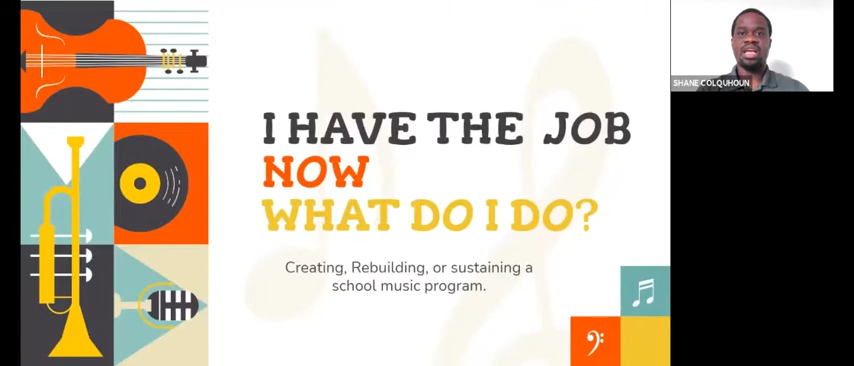 I HAVE THE JOB
NOW
WHAT DO I DO?
Creating, Rebuilding, or sustaining a
school music program.
SHANE COLQUHOUN